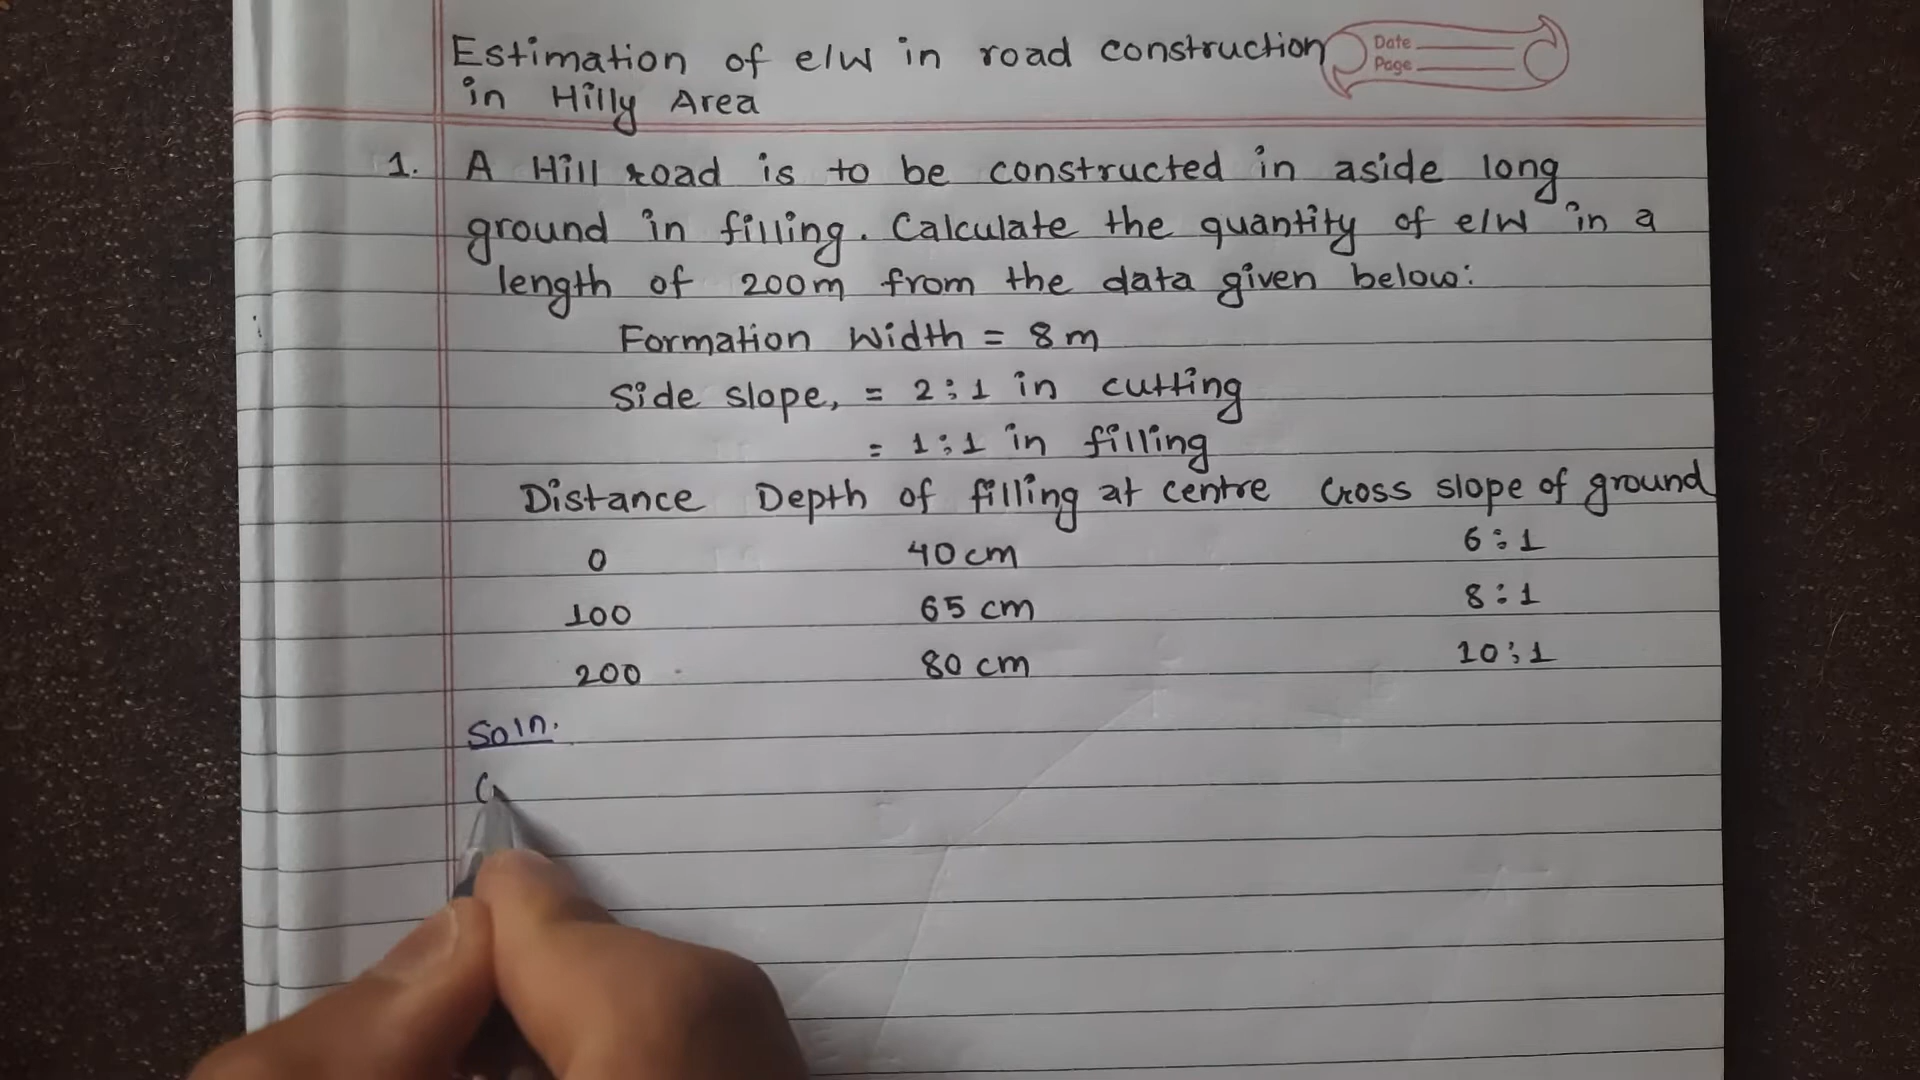 Estimation of e/w in road construction
in Hilly Area
Date
Page
1. A Hill road is to be constructed in aside long
ground in filling. Calculate the quantity of e/w in a
length of 200m from the data given below:
Formation Width = 8m
Side slope, = 2:1 in cutting
= 1:1 in filling
Distance Depth of filling at centre Cross slope of ground
0 40cm 6:1
100 65 cm 8:1
200 80 cm 10:1
Soln.